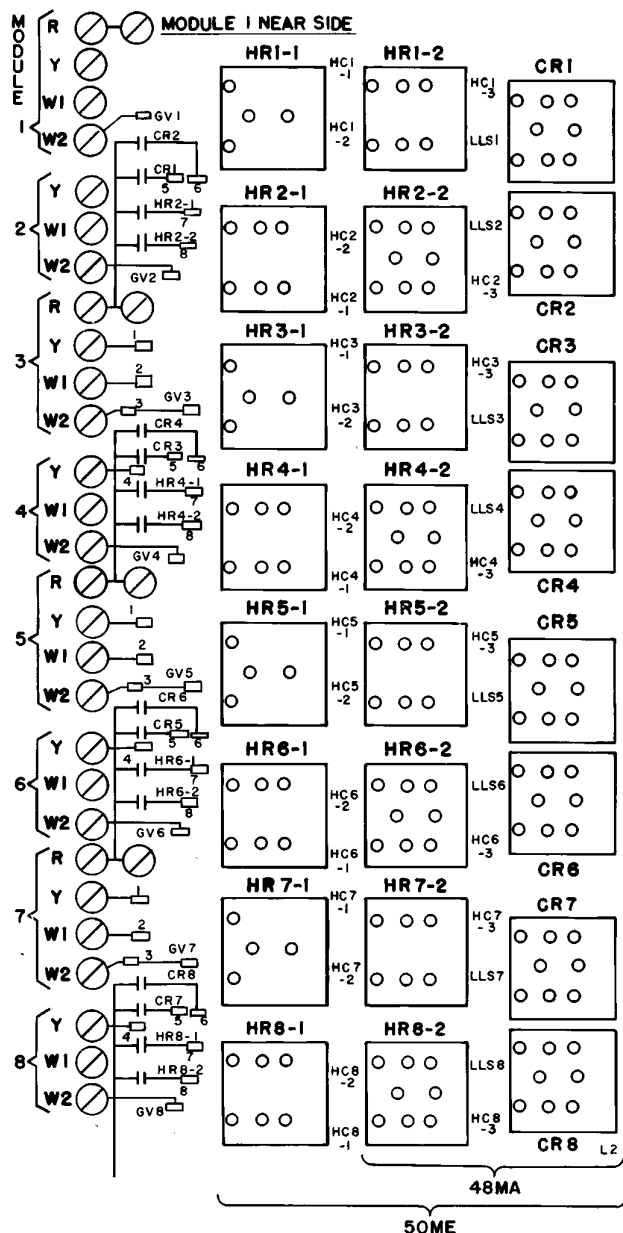 MODULE 1 NEAR SIDE
MODULE
1
R
Y
W1
W2
GV1
CR2
CR1
5
6
2
Y
W1
W2
HR2-1
7
HR2-2
8
GV2
3
R
Y
1
W1
2
W2
3
GV3
CR4
CR3
5
6
4
Y
4
W1
W2
HR4-1
7
HR4-2
8
GV4
5
R
Y
1
W1
2
W2
3
GV5
CR6
CR5
5
6
6
Y
4
W1
W2
HR6-1
7
HR6-2
8
GV6
7
R
Y
1
W1
2
W2
3
GV7
CR8
CR7
5
6
8
Y
4
W1
W2
HR8-1
7
HR8-2
8
GV8
HR1-1
HC1
-1
HC1
-2
HR1-2
HC1
-3
LLS1
CR1
HR2-1
HC2
-2
HC2
-1
HR2-2
LLS2
HC2
-3
CR2
HR3-1
HC3
-1
HC3
-2
HR3-2
HC3
-3
LLS3
CR3
HR4-1
HC4
-2
HC4
-1
HR4-2
LLS4
HC4
-3
CR4
HR5-1
HC5
-1
HC5
-2
HR5-2
HC5
-3
LLS5
CR5
HR6-1
HC6
-2
HC6
-1
HR6-2
LLS6
HC6
-3
CR6
HR7-1
HC7
-1
HC7
-2
HR7-2
HC7
-3
LLS7
CR7
HR8-1
HC8
-2
HC8
-1
HR8-2
LLS8
HC8
-3
CR8
L2
48MA
50ME